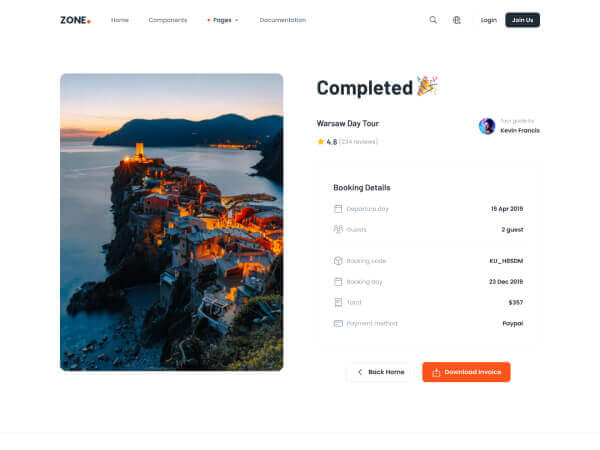 ZONE.
Home Components Pages Documentation Login Join Us
Completed
Warsaw Day Tour
4.8 (234 reviews)
Tour guide by
Kevin Francis
Booking Details
Departure day 19 Apr 2019
Guests 2 guest
Booking code KU_H8SDM
Booking day 23 Dec 2019
Total $357
Payment method Paypal
Back Home Download Invoice